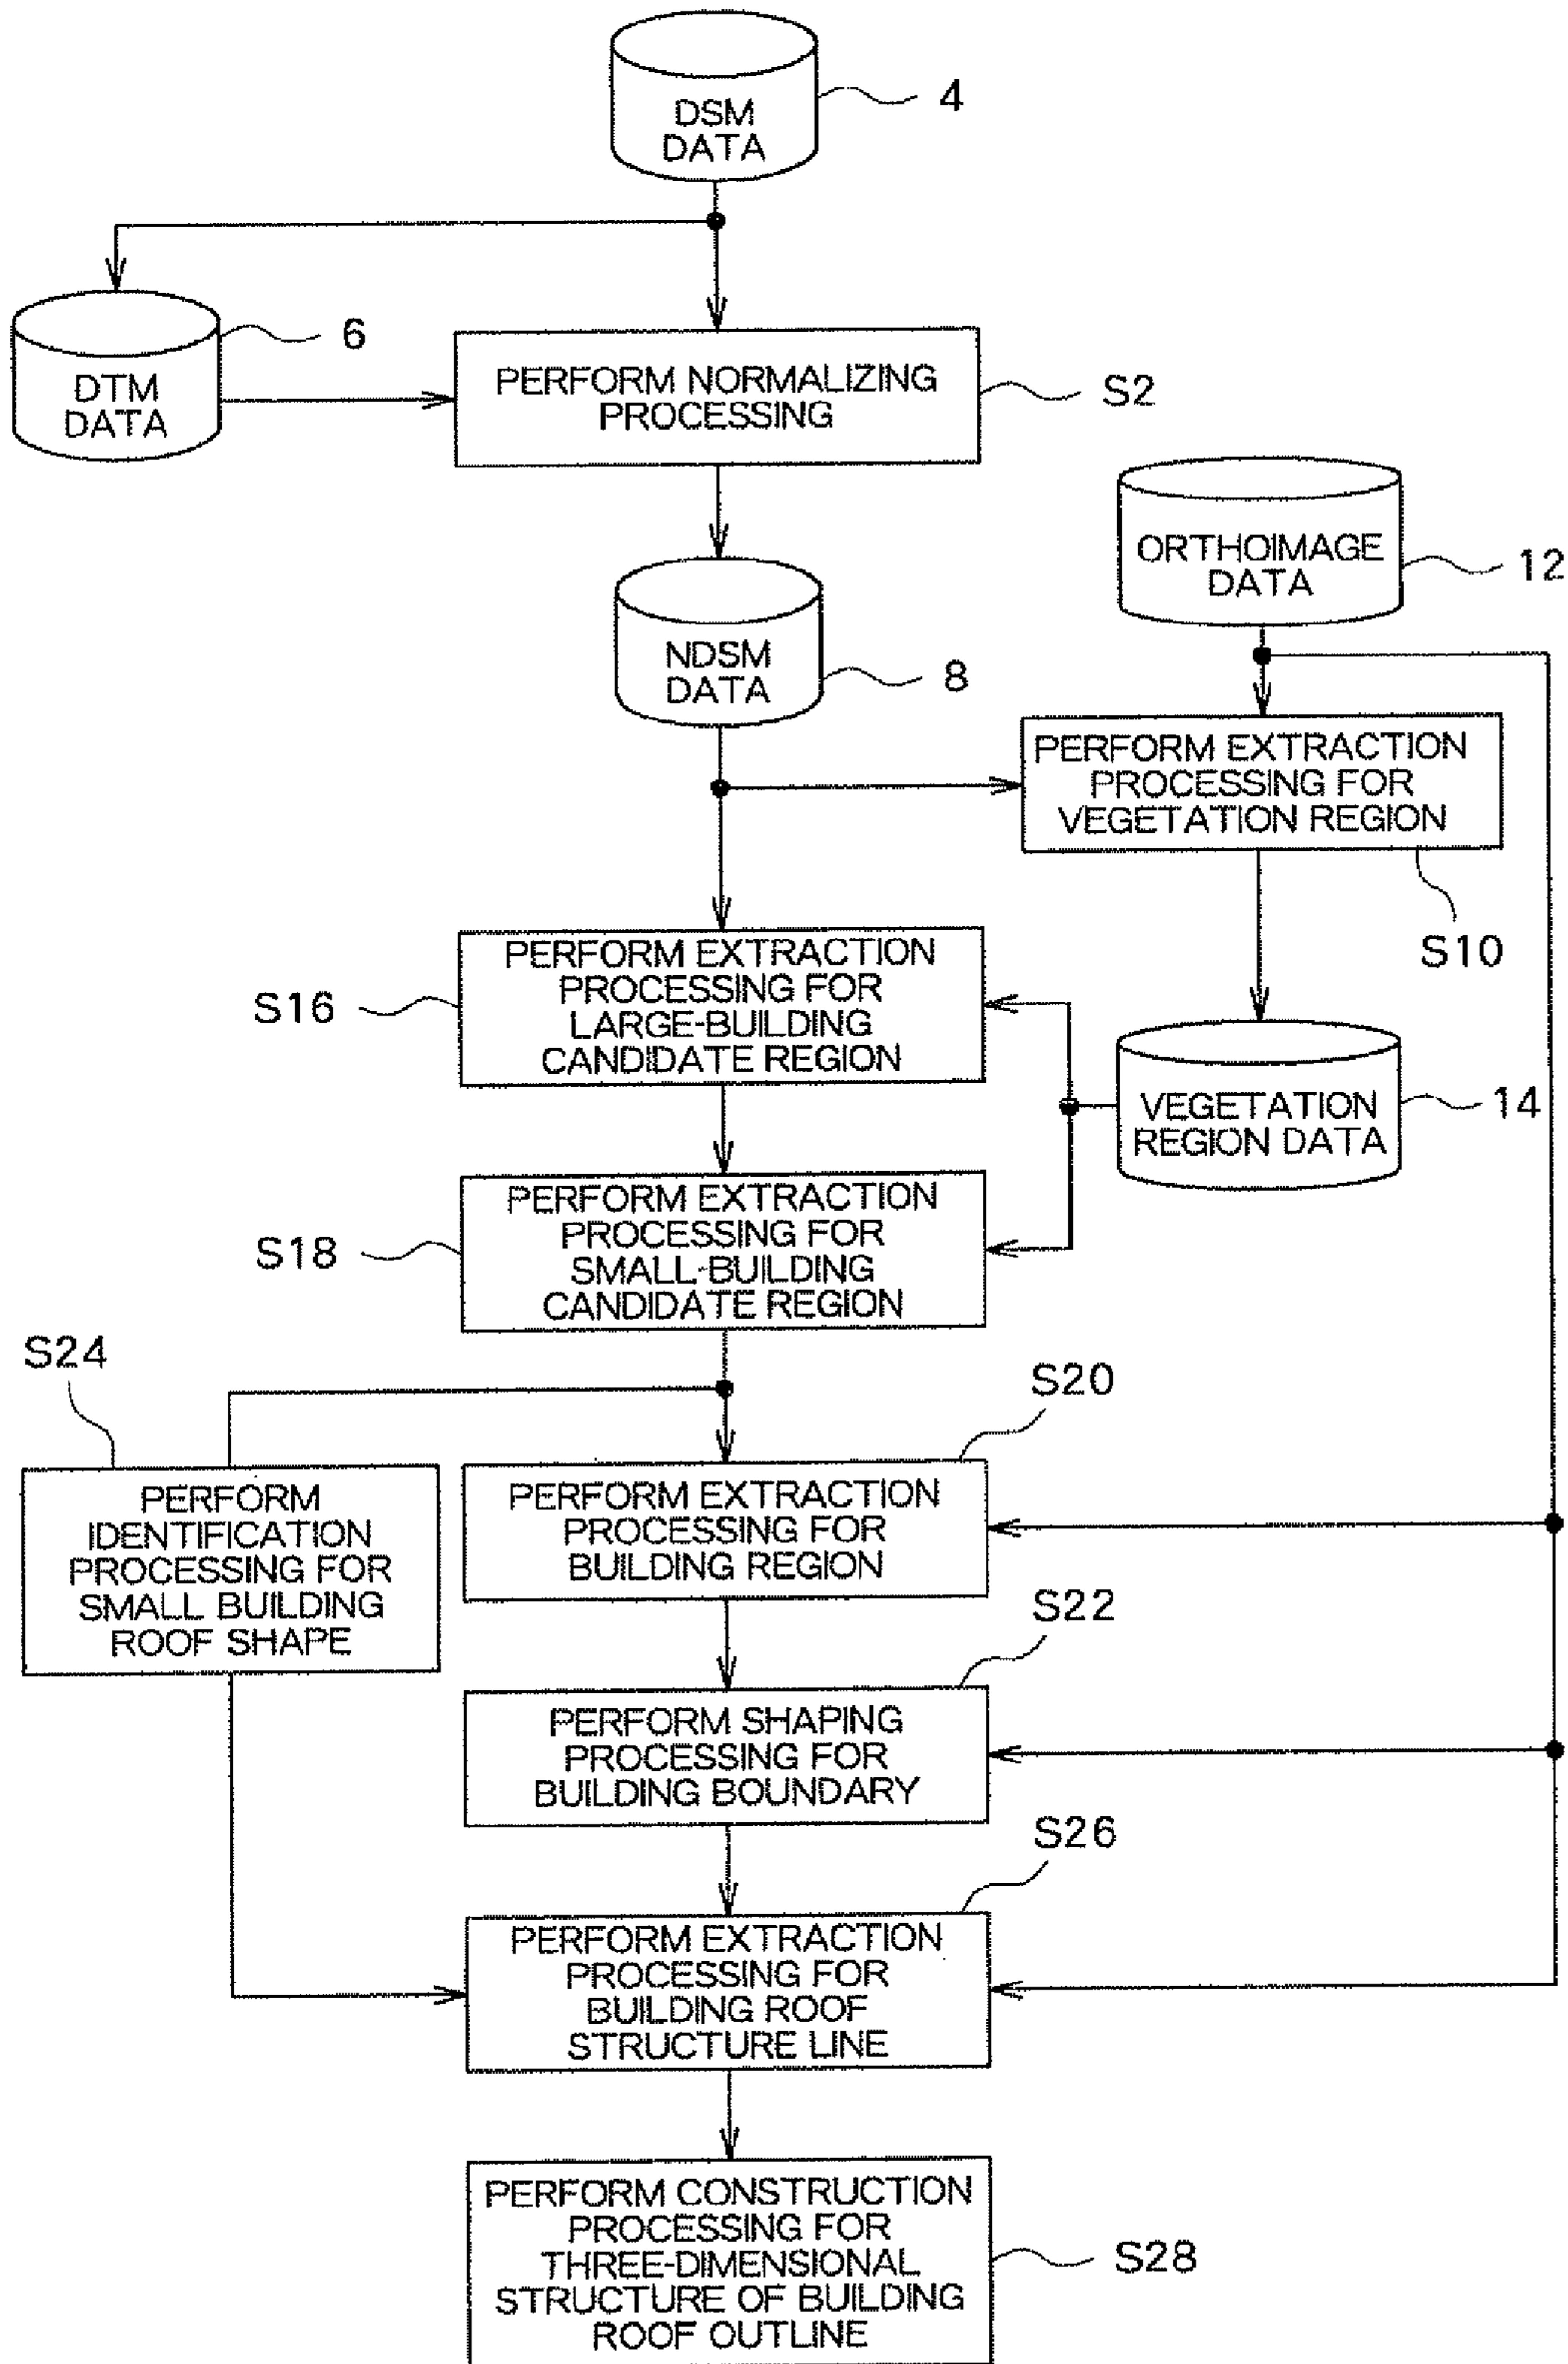 DSM
DATA
4
DTM
DATA
6
PERFORM NORMALIZING
PROCESSING
S2
ORTHOIMAGE
DATA
12
NDSM
DATA
8
PERFORM EXTRACTION
PROCESSING FOR
VEGETATION REGION
S10
PERFORM EXTRACTION
PROCESSING FOR
LARGE-BUILDING
CANDIDATE REGION
S16
VEGETATION
REGION DATA
14
PERFORM EXTRACTION
PROCESSING FOR
SMALL-BUILDING
CANDIDATE REGION
S18
S24
PERFORM
IDENTIFICATION
PROCESSING FOR
SMALL BUILDING
ROOF SHAPE
S20
PERFORM EXTRACTION
PROCESSING FOR
BUILDING REGION
S22
PERFORM SHAPING
PROCESSING FOR
BUILDING BOUNDARY
S26
PERFORM EXTRACTION
PROCESSING FOR
BUILDING ROOF
STRUCTURE LINE
PERFORM CONSTRUCTION
PROCESSING FOR
THREE-DIMENSIONAL
STRUCTURE OF BUILDING
ROOF OUTLINE
S28